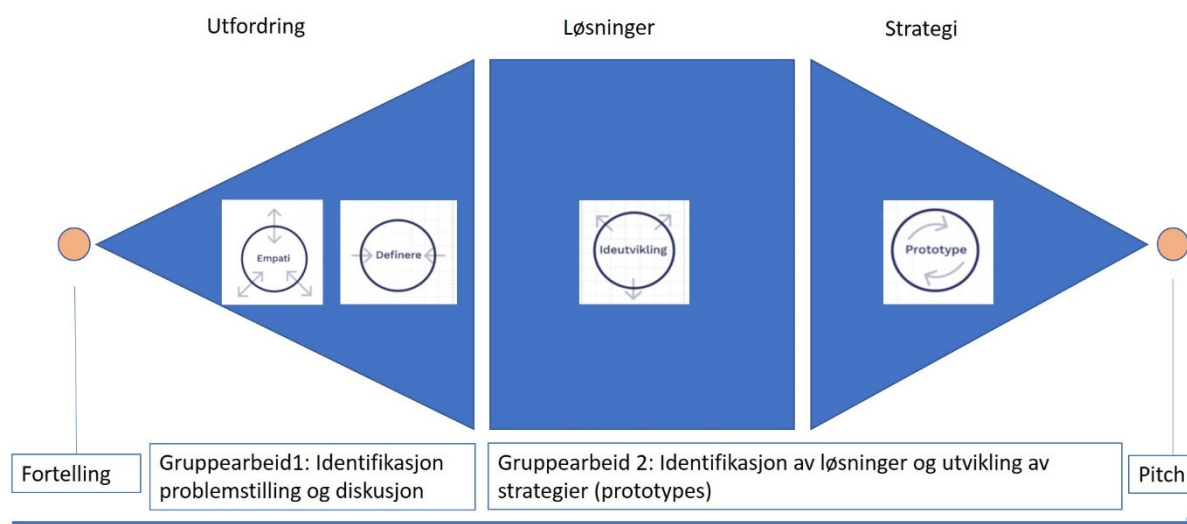 Utfordring
Løsninger
Strategi
Empati
Definere
Ideutvikling
Prototype
Fortelling
Gruppearbeid1: Identifikasjon
problemstilling og diskusjon
Gruppearbeid 2: Identifikasjon av løsninger og utvikling av
strategier (prototypes)
Pitch